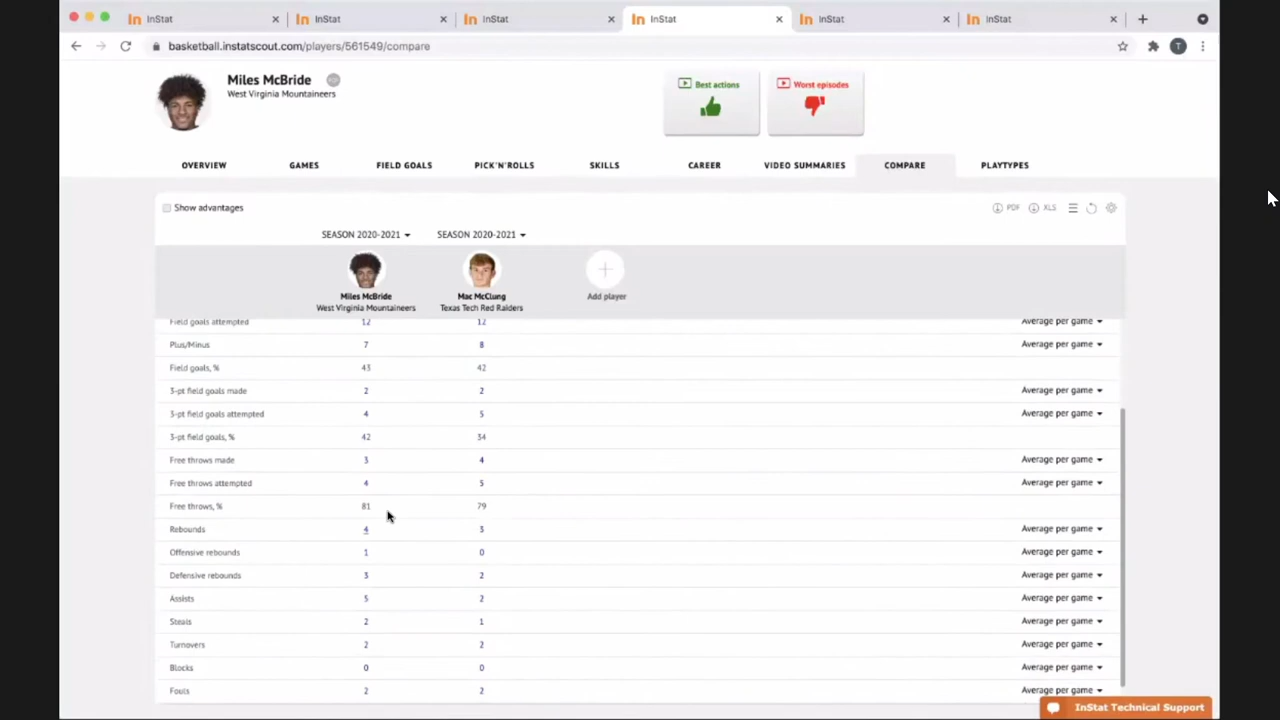 InStat InStat InStat InStat InStat InStat
basketball.instatscout.com/players/561549/compare T
Miles McBride
West Virginia Mountaineers
Best actions Worst episodes
OVERVIEW GAMES FIELD GOALS PICK'N'ROLLS SKILLS CAREER VIDEO SUMMARIES COMPARE PLAYTYPES
Show advantages PDF XLS
SEASON 2020-2021 SEASON 2020-2021
Miles McBride Mac McClung Add player
West Virginia Mountaineers Texas Tech Red Raiders
Field goals attempted 12 12 Average per game
Plus/Minus 7 8 Average per game
Field goals, % 43 42
3-pt field goals made 2 2 Average per game
3-pt field goals attempted 4 5 Average per game
3-pt field goals, % 42 34
Free throws made 3 4 Average per game
Free throws attempted 4 5 Average per game
Free throws, % 81 79
Rebounds 4 3 Average per game
Offensive rebounds 1 0 Average per game
Defensive rebounds 3 2 Average per game
Assists 5 2 Average per game
Steals 2 1 Average per game
Turnovers 2 2 Average per game
Blocks 0 0 Average per game
Fouls 2 2 Average per game
InStat Technical Support